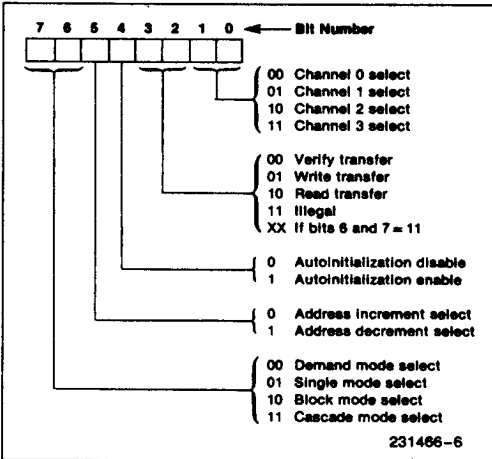 7 6 5 4 3 2 1 0 Bit Number
00 Channel 0 select
01 Channel 1 select
10 Channel 2 select
11 Channel 3 select
00 Verify transfer
01 Write transfer
10 Read transfer
11 Illegal
XX If bits 6 and 7 = 11
0 Autoinitialization disable
1 Autoinitialization enable
0 Address increment select
1 Address decrement select
00 Demand mode select
01 Single mode select
10 Block mode select
11 Cascade mode select
231466-6